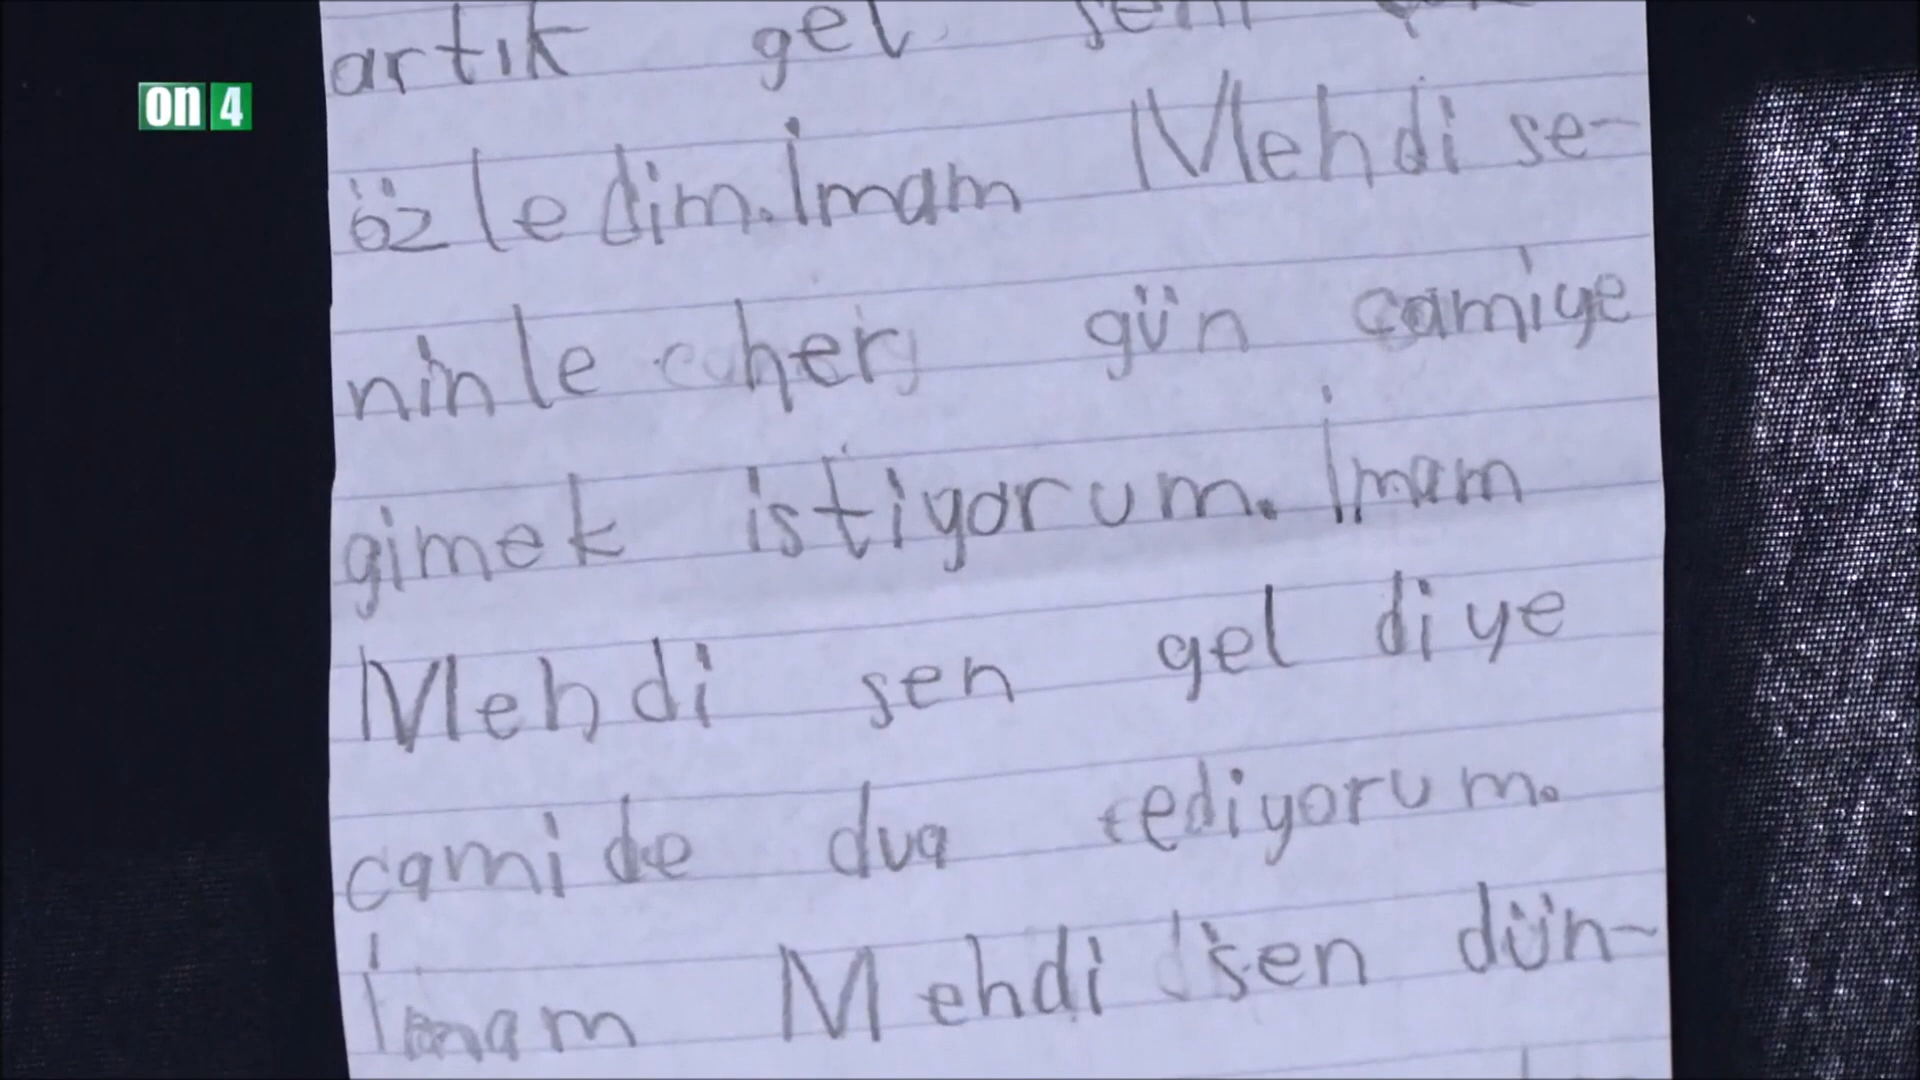 on 4
artık gel seni
özledim. İmam Mehdi se-
ninle her gün camiye
gimek istiyorum. İmam
Mehdi sen gel diye
camide dua ediyorum.
İmam Mehdi sen dün-